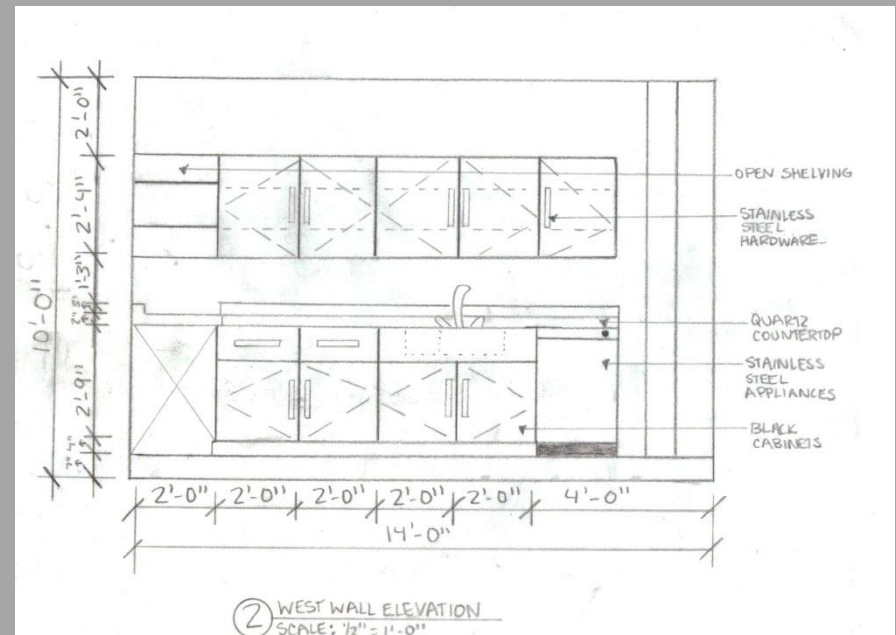 2'-0"
2'-4"
1'-3"
10'-0"
2'-9"
OPEN SHELVING
STAINLESS
STEEL
HARDWARE
QUARTZ
COUNTERTOP
STAINLESS
STEEL
APPLIANCES
BLACK
CABINETS
2'-0" 2'-0" 2'-0" 2'-0" 2'-0" 4'-0"
14'-0"
2 WEST WALL ELEVATION
SCALE: 1/2" = 1'-0"